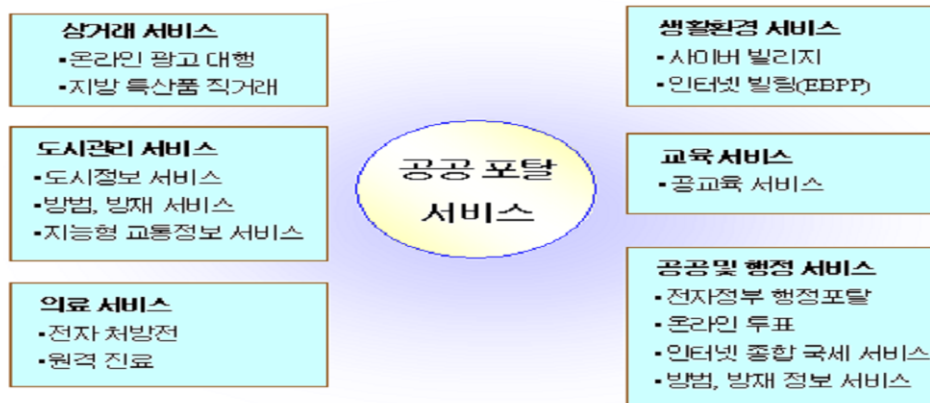 상거래 서비스
▪온라인 광고 대행
▪지방 특산품 직거래
도시관리 서비스
▪도시정보 서비스
▪방범, 방재 서비스
▪지능형 교통정보 서비스
의료 서비스
▪전자 처방전
▪원격 진료
공공 포탈
서비스
생활환경 서비스
▪사이버 빌리지
▪인터넷 빌링(EBPP)
교육 서비스
▪공교육 서비스
공공 및 행정 서비스
▪전자정부 행정포탈
▪온라인 투표
▪인터넷 종합 국세 서비스
▪방범, 방재 정보 서비스